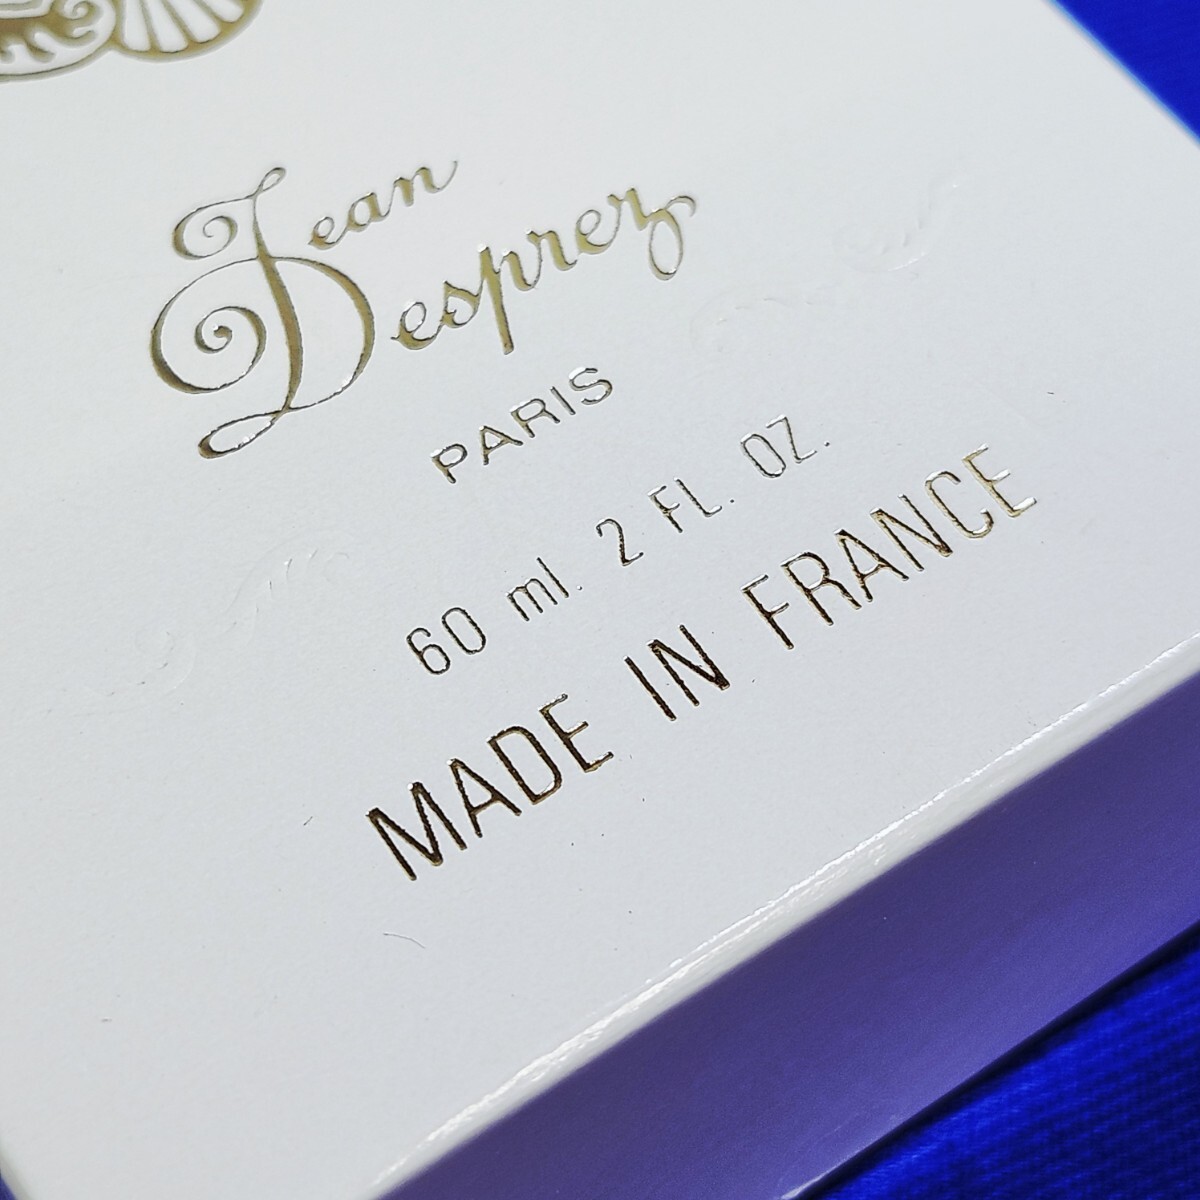 Jean
Desprez
PARIS
60 ml. 2 FL. OZ.
MADE IN FRANCE